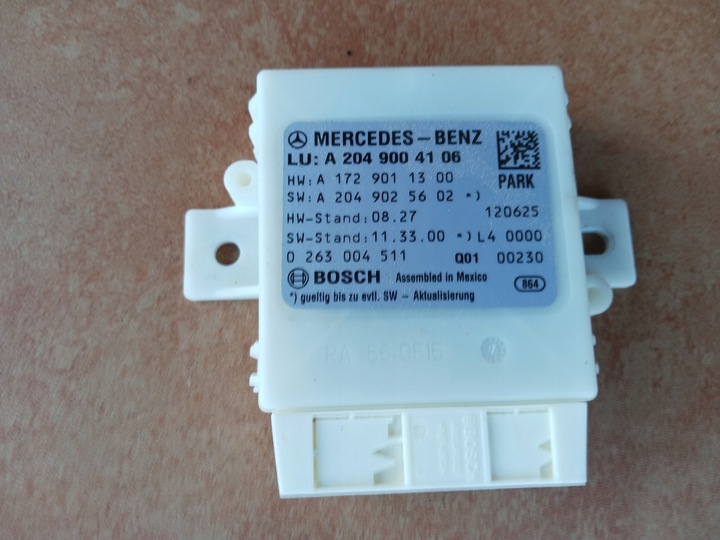 MERCEDES-BENZ
LU: A 204 900 41 06
HW: A 172 901 13 00
PARK
SW: A 204 902 56 02 *)
HW-Stand: 08.27 120625
SW-Stand: 11.33.00 *) L4 0000
0 263 004 511 Q01 00230
BOSCH Assembled in Mexico 864
*) gueltig bis zu evtl. SW - Aktualisierung
PA 66 GF15